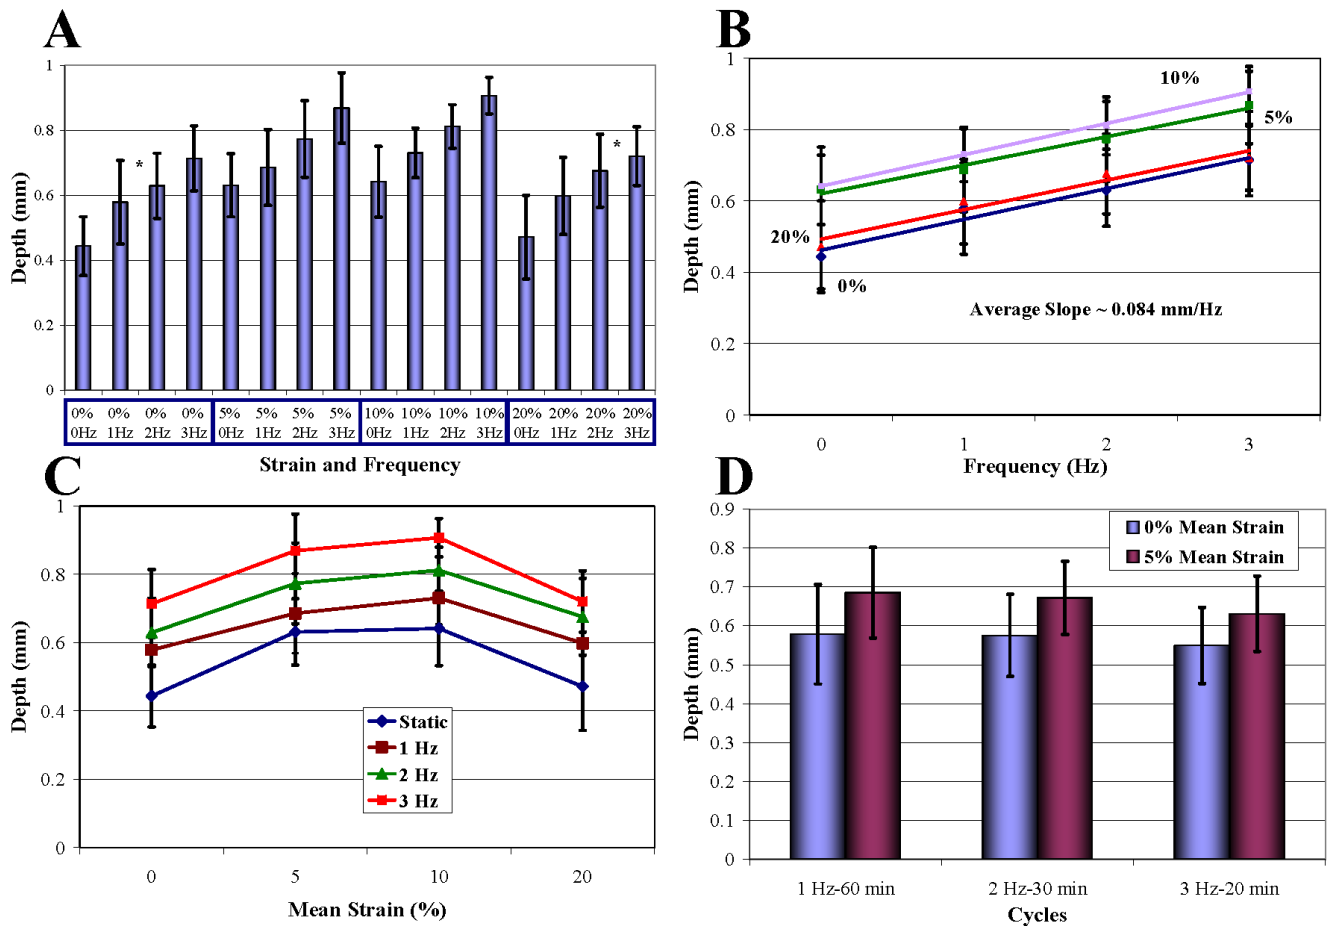 A
1
0.8
0.6
0.4
0.2
0
Depth (mm)
*
*
0% 0% 0% 0% 5% 5% 5% 5% 10% 10% 10% 10% 20% 20% 20% 20%
0Hz 1Hz 2Hz 3Hz 0Hz 1Hz 2Hz 3Hz 0Hz 1Hz 2Hz 3Hz 0Hz 1Hz 2Hz 3Hz
Strain and Frequency
B
1
0.8
0.6
0.4
0.2
0
Depth (mm)
10%
5%
20%
0%
Average Slope ~ 0.084 mm/Hz
0 1 2 3
Frequency (Hz)
C
1
0.8
0.6
0.4
0.2
0
Depth (mm)
Static
1 Hz
2 Hz
3 Hz
0 5 10 20
Mean Strain (%)
D
0.9
0.8
0.7
0.6
0.5
0.4
0.3
0.2
0.1
0
Depth (mm)
0% Mean Strain
5% Mean Strain
1 Hz-60 min 2 Hz-30 min 3 Hz-20 min
Cycles